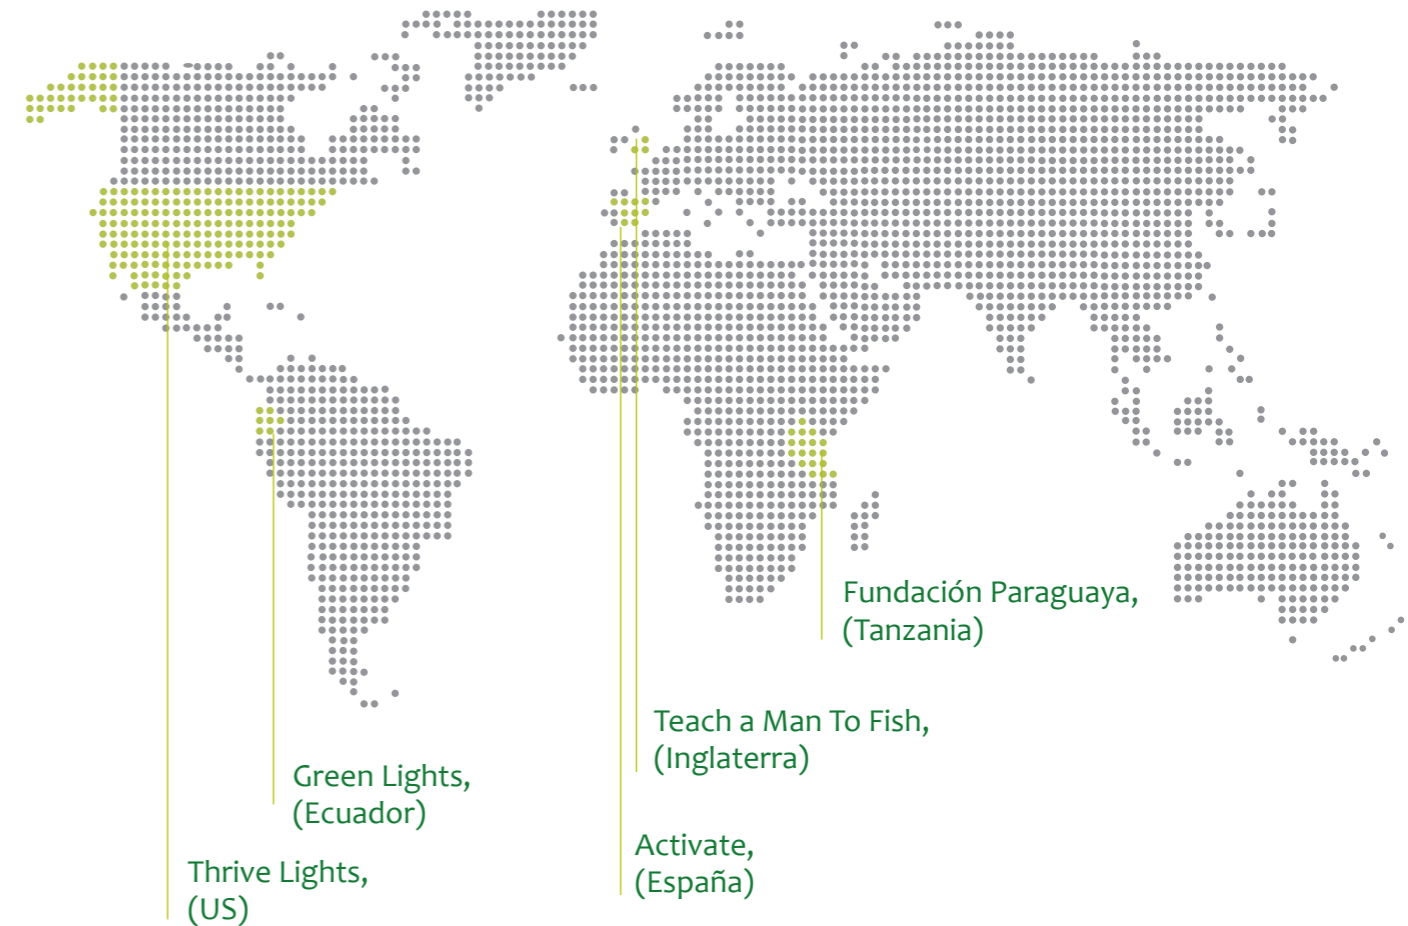 Fundación Paraguaya,
(Tanzania)
Teach a Man To Fish,
(Inglaterra)
Green Lights,
(Ecuador)
Activate,
(España)
Thrive Lights,
(US)